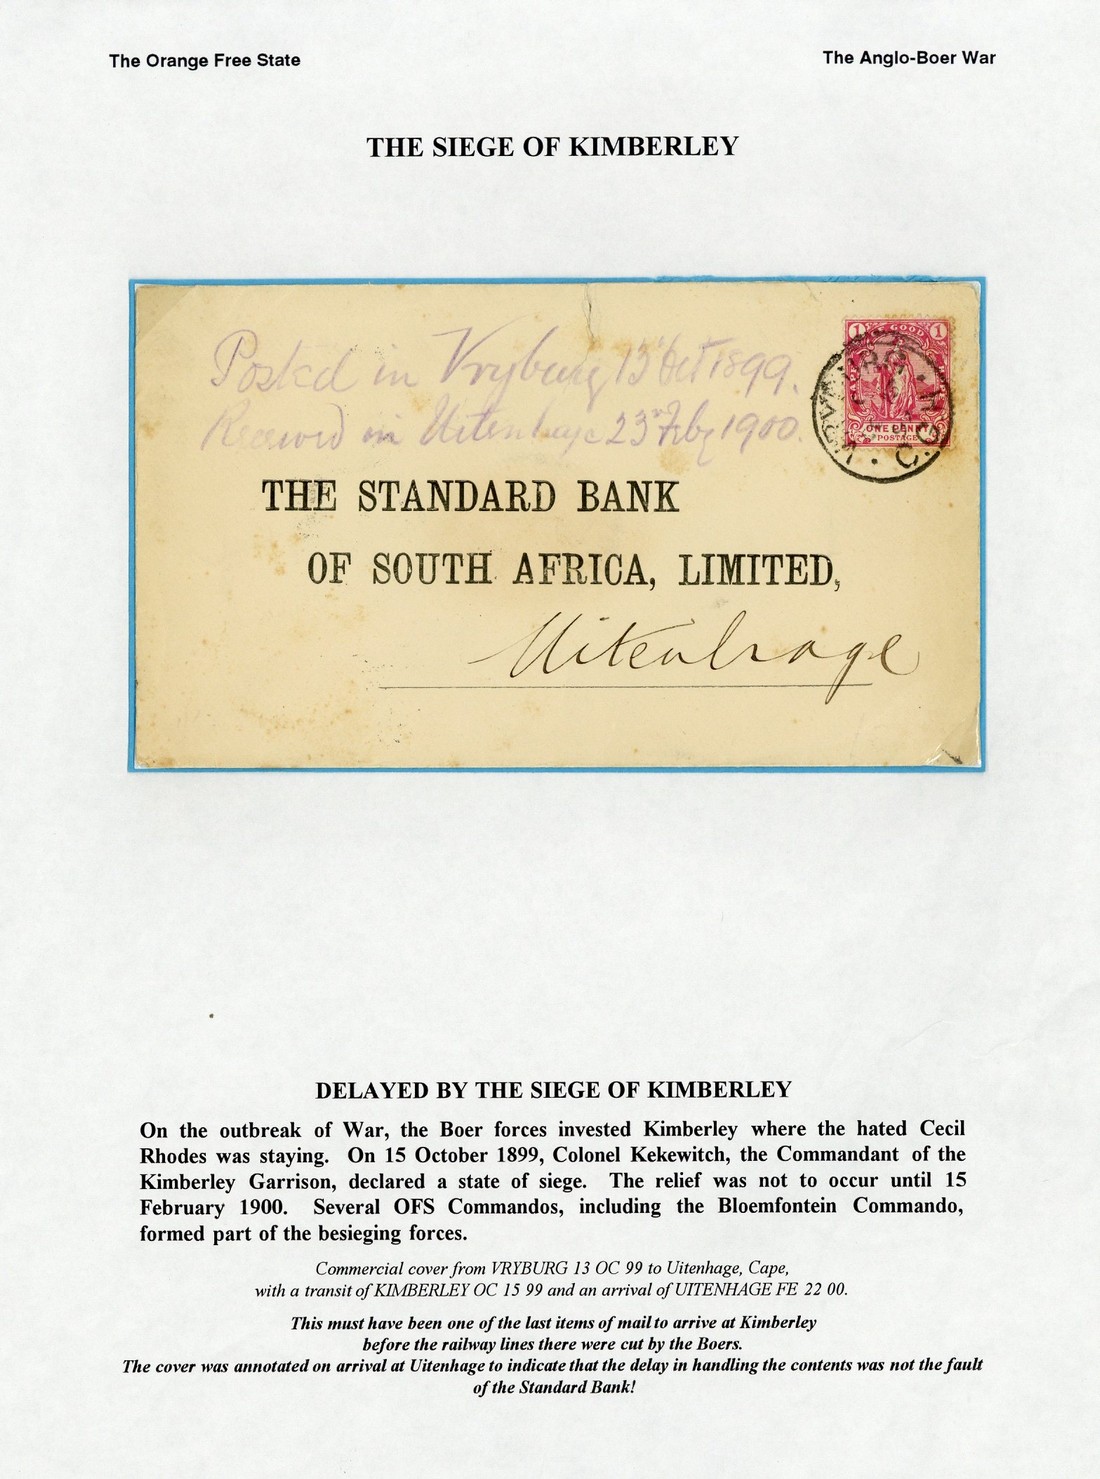 The Orange Free State
The Anglo-Boer War
THE SIEGE OF KIMBERLEY
Posted in Vryburg 13 Oct 1899.
Received in Uitenhage 23rd Feby 1900.
1 GOOD 1
ONE PENNY
POSTAGE
VRYBURG C.G.H.
THE STANDARD BANK
OF SOUTH AFRICA, LIMITED,
Uitenhage
DELAYED BY THE SIEGE OF KIMBERLEY
On the outbreak of War, the Boer forces invested Kimberley where the hated Cecil
Rhodes was staying. On 15 October 1899, Colonel Kekewitch, the Commandant of the
Kimberley Garrison, declared a state of siege. The relief was not to occur until 15
February 1900. Several OFS Commandos, including the Bloemfontein Commando,
formed part of the besieging forces.
Commercial cover from VRYBURG 13 OC 99 to Uitenhage, Cape,
with a transit of KIMBERLEY OC 15 99 and an arrival of UITENHAGE FE 22 00.
This must have been one of the last items of mail to arrive at Kimberley
before the railway lines there were cut by the Boers.
The cover was annotated on arrival at Uitenhage to indicate that the delay in handling the contents was not the fault
of the Standard Bank!